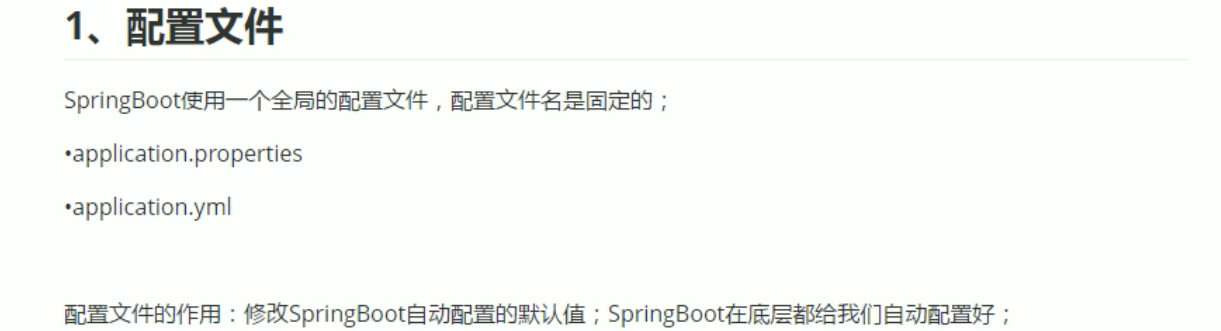 1、配置文件
SpringBoot使用一个全局的配置文件，配置文件名是固定的；
•application.properties
•application.yml
配置文件的作用：修改SpringBoot自动配置的默认值；SpringBoot在底层都给我们自动配置好；